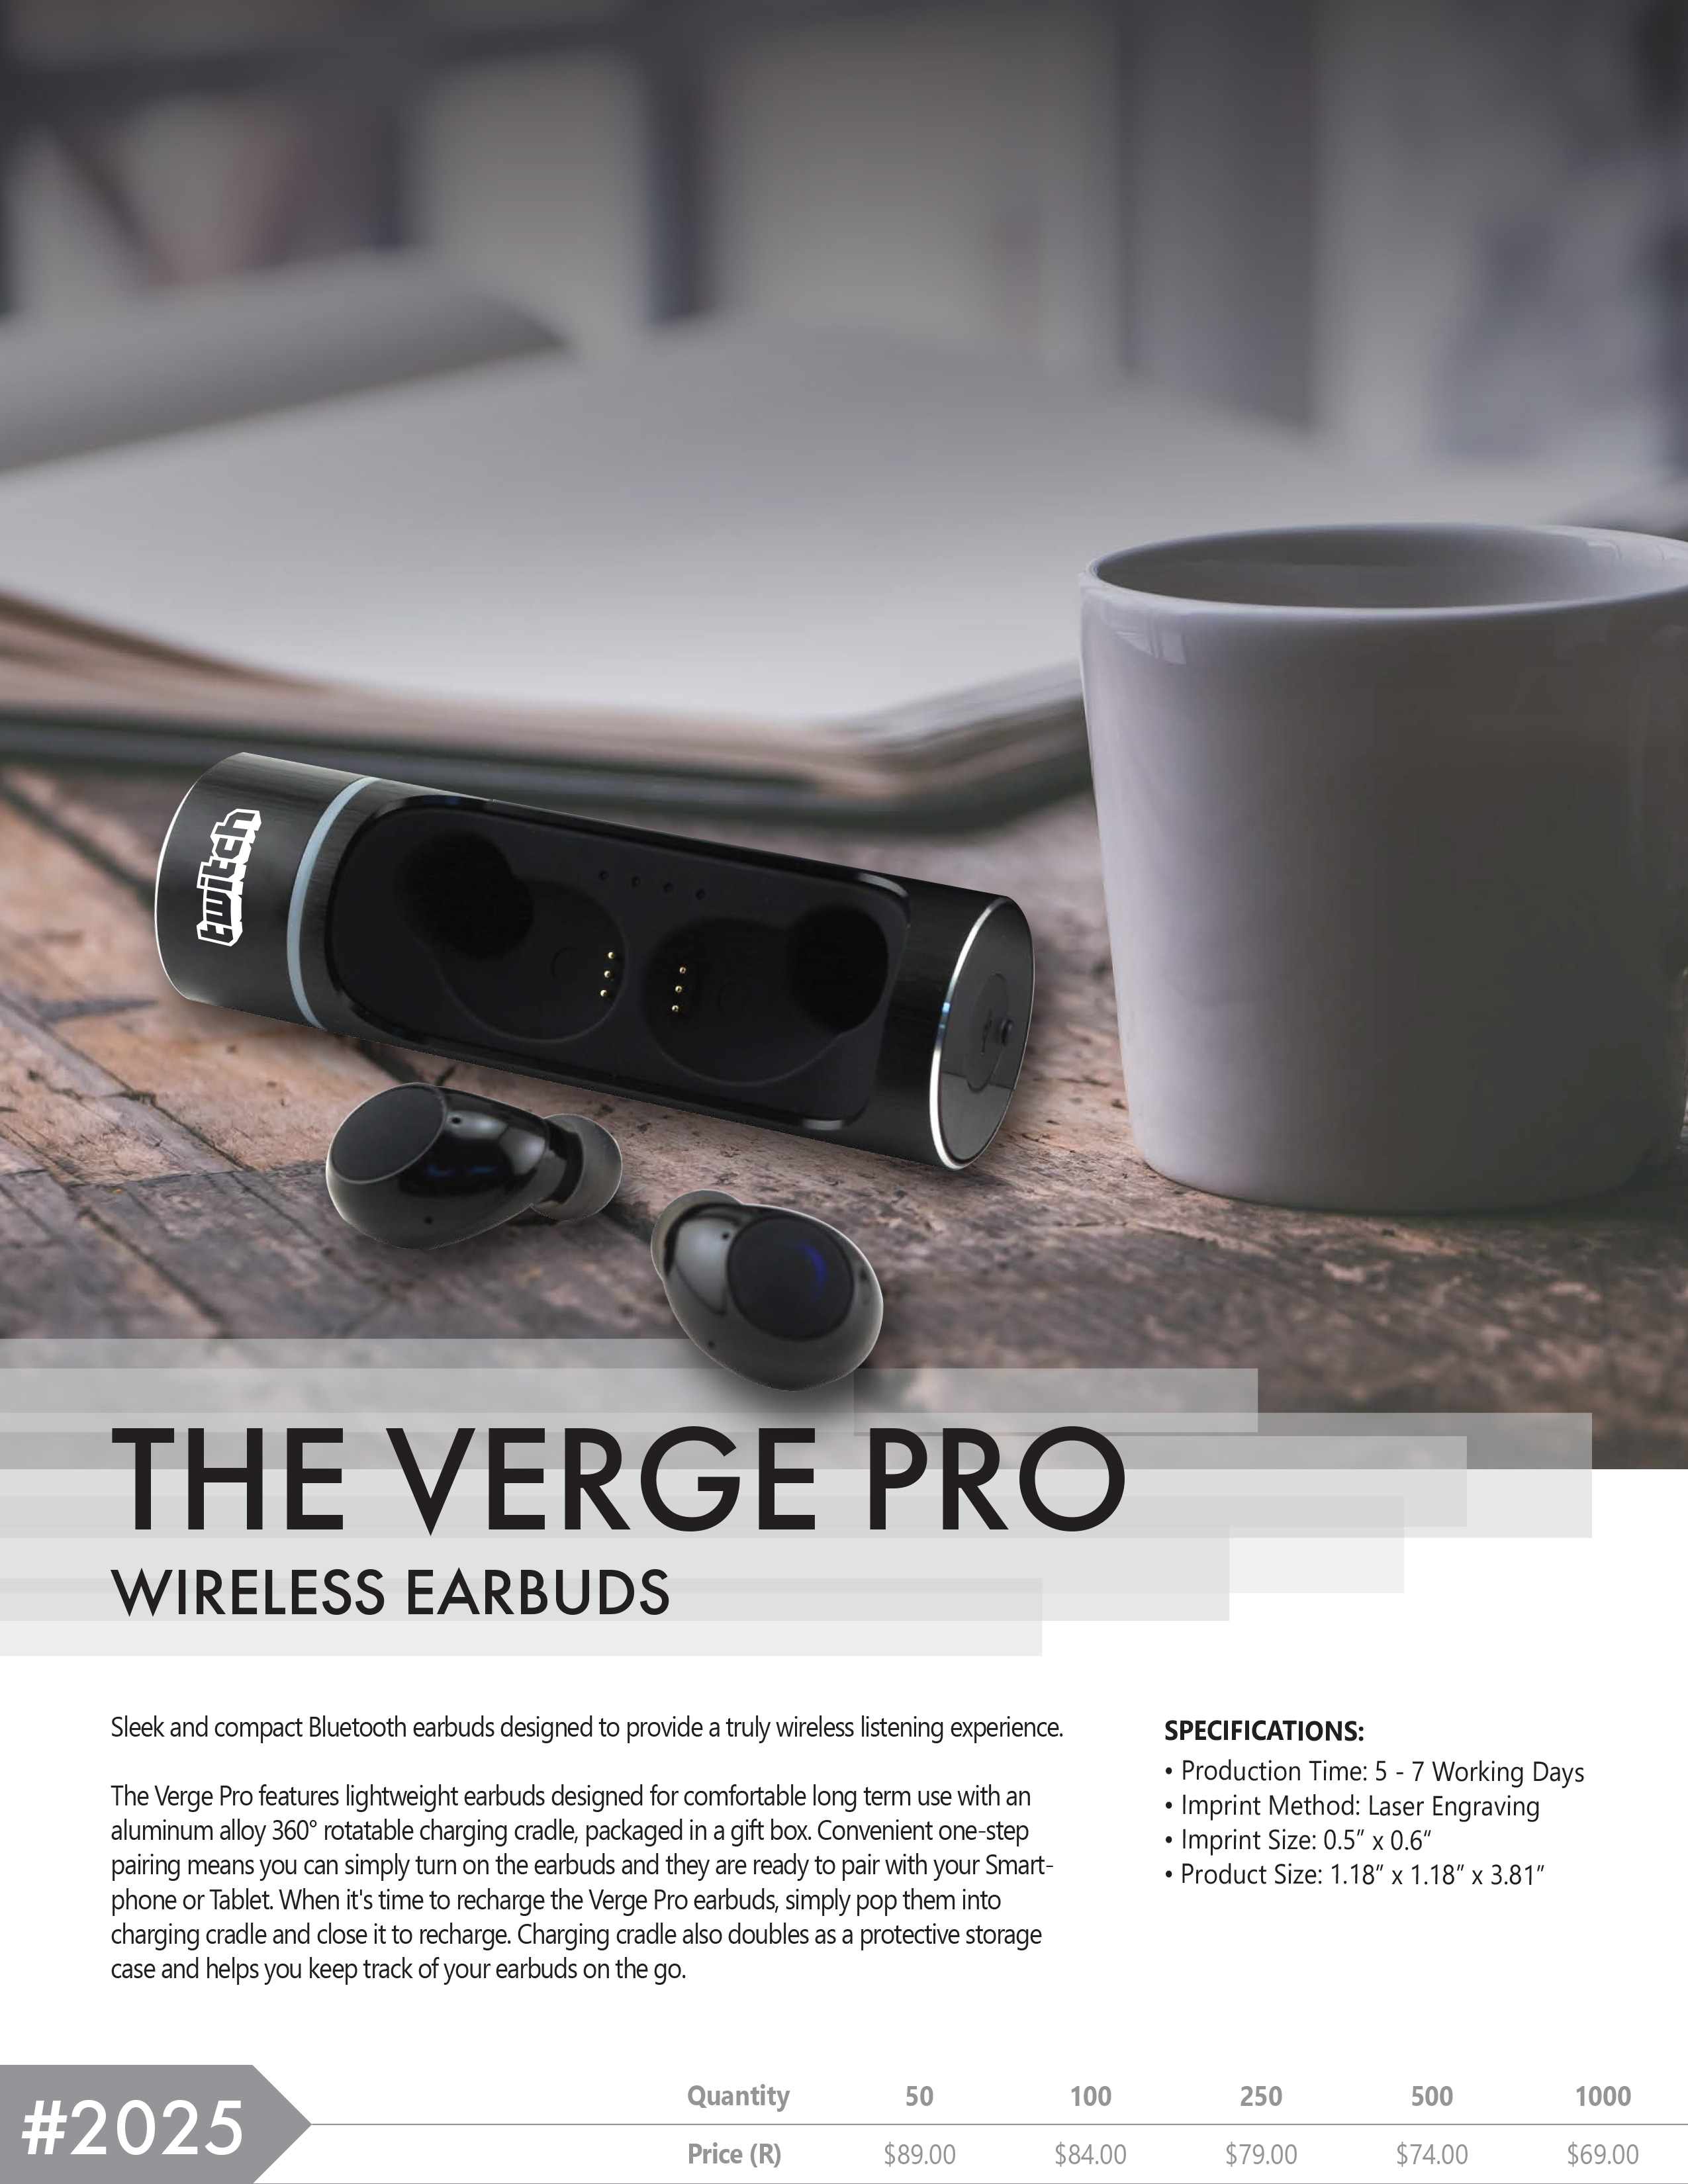 twitch
THE VERGE PRO
WIRELESS EARBUDS
Sleek and compact Bluetooth earbuds designed to provide a truly wireless listening experience.
The Verge Pro features lightweight earbuds designed for comfortable long term use with an
aluminum alloy 360° rotatable charging cradle, packaged in a gift box. Convenient one-step
pairing means you can simply turn on the earbuds and they are ready to pair with your Smart-
phone or Tablet. When it's time to recharge the Verge Pro earbuds, simply pop them into
charging cradle and close it to recharge. Charging cradle also doubles as a protective storage
case and helps you keep track of your earbuds on the go.
SPECIFICATIONS:
• Production Time: 5 - 7 Working Days
• Imprint Method: Laser Engraving
• Imprint Size: 0.5” x 0.6“
• Product Size: 1.18” x 1.18” x 3.81”
#2025
Quantity 50 100 250 500 1000
Price (R) $89.00 $84.00 $79.00 $74.00 $69.00